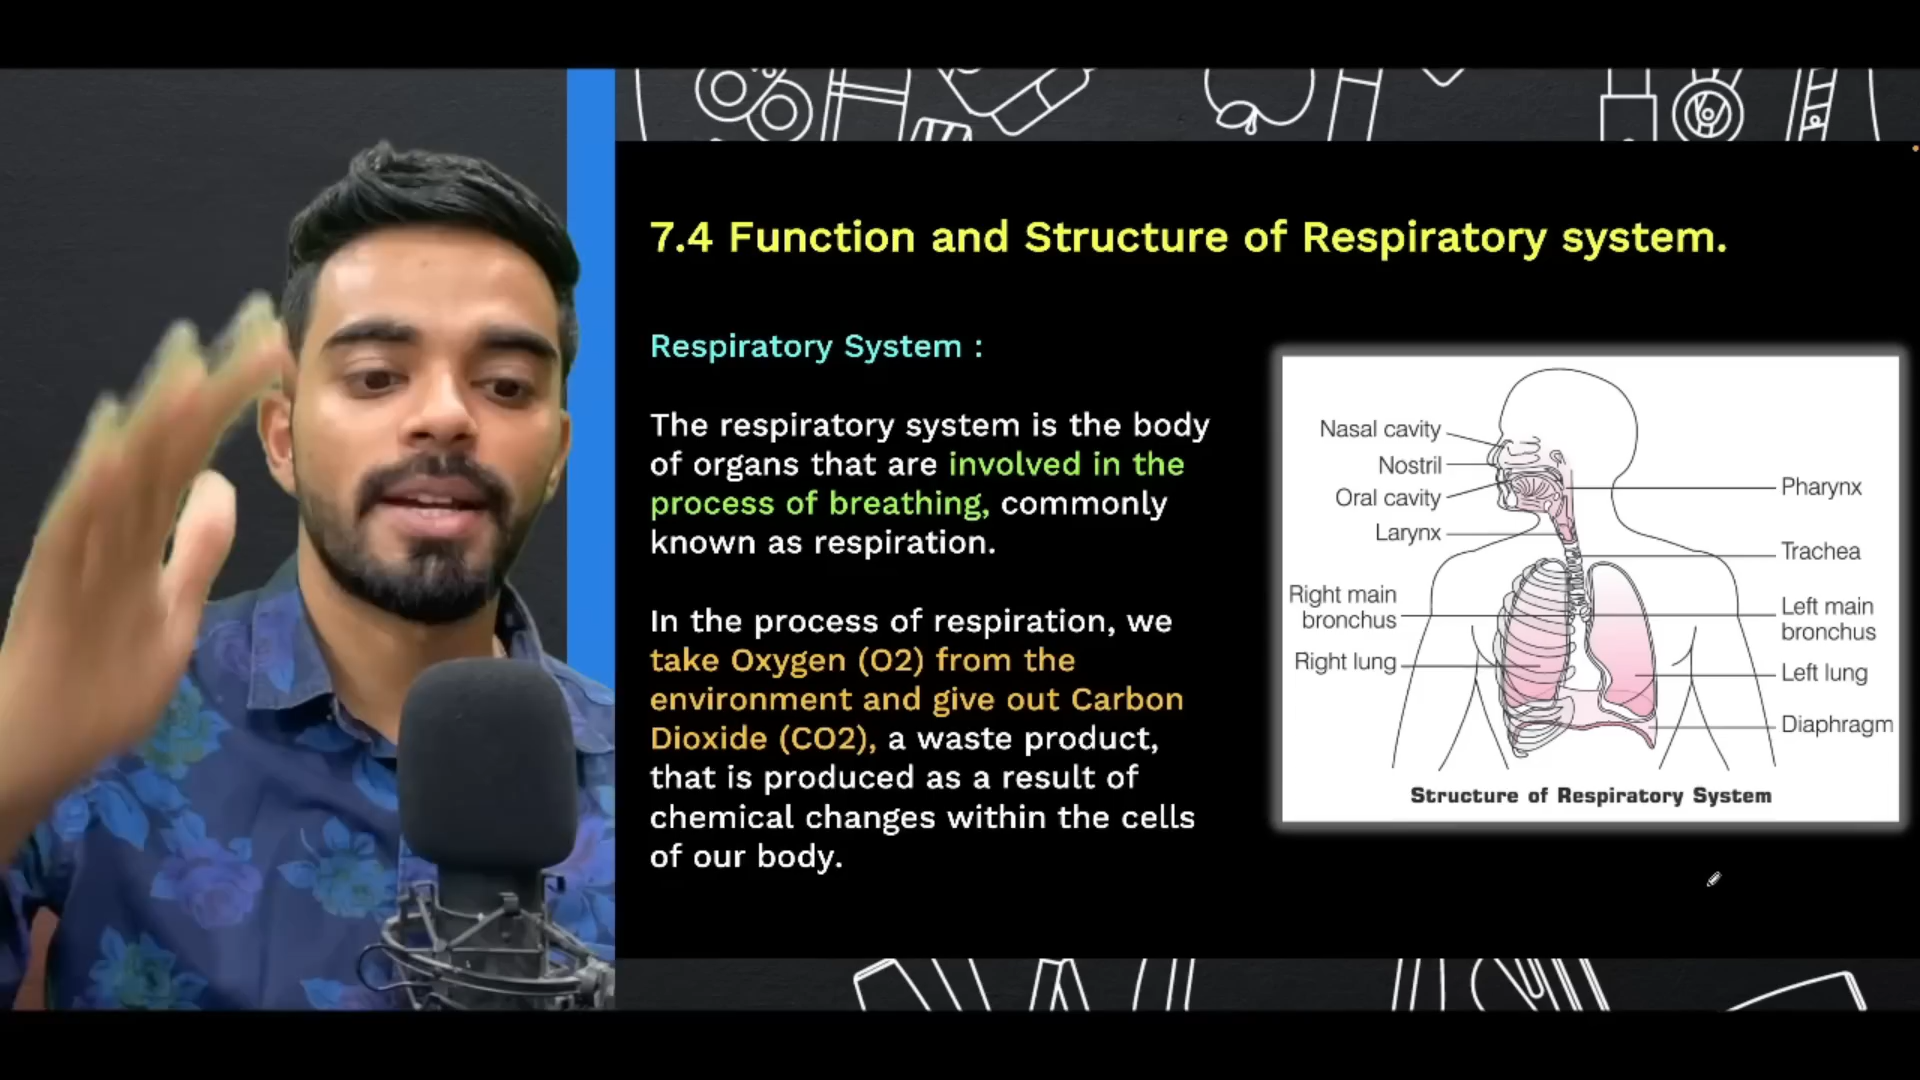 7.4 Function and Structure of Respiratory system.
Respiratory System :
The respiratory system is the body
of organs that are involved in the
process of breathing, commonly
known as respiration.
In the process of respiration, we
take Oxygen (O2) from the
environment and give out Carbon
Dioxide (CO2), a waste product,
that is produced as a result of
chemical changes within the cells
of our body.
Nasal cavity
Nostril
Oral cavity
Larynx
Right main
bronchus
Right lung
Pharynx
Trachea
Left main
bronchus
Left lung
Diaphragm
Structure of Respiratory System